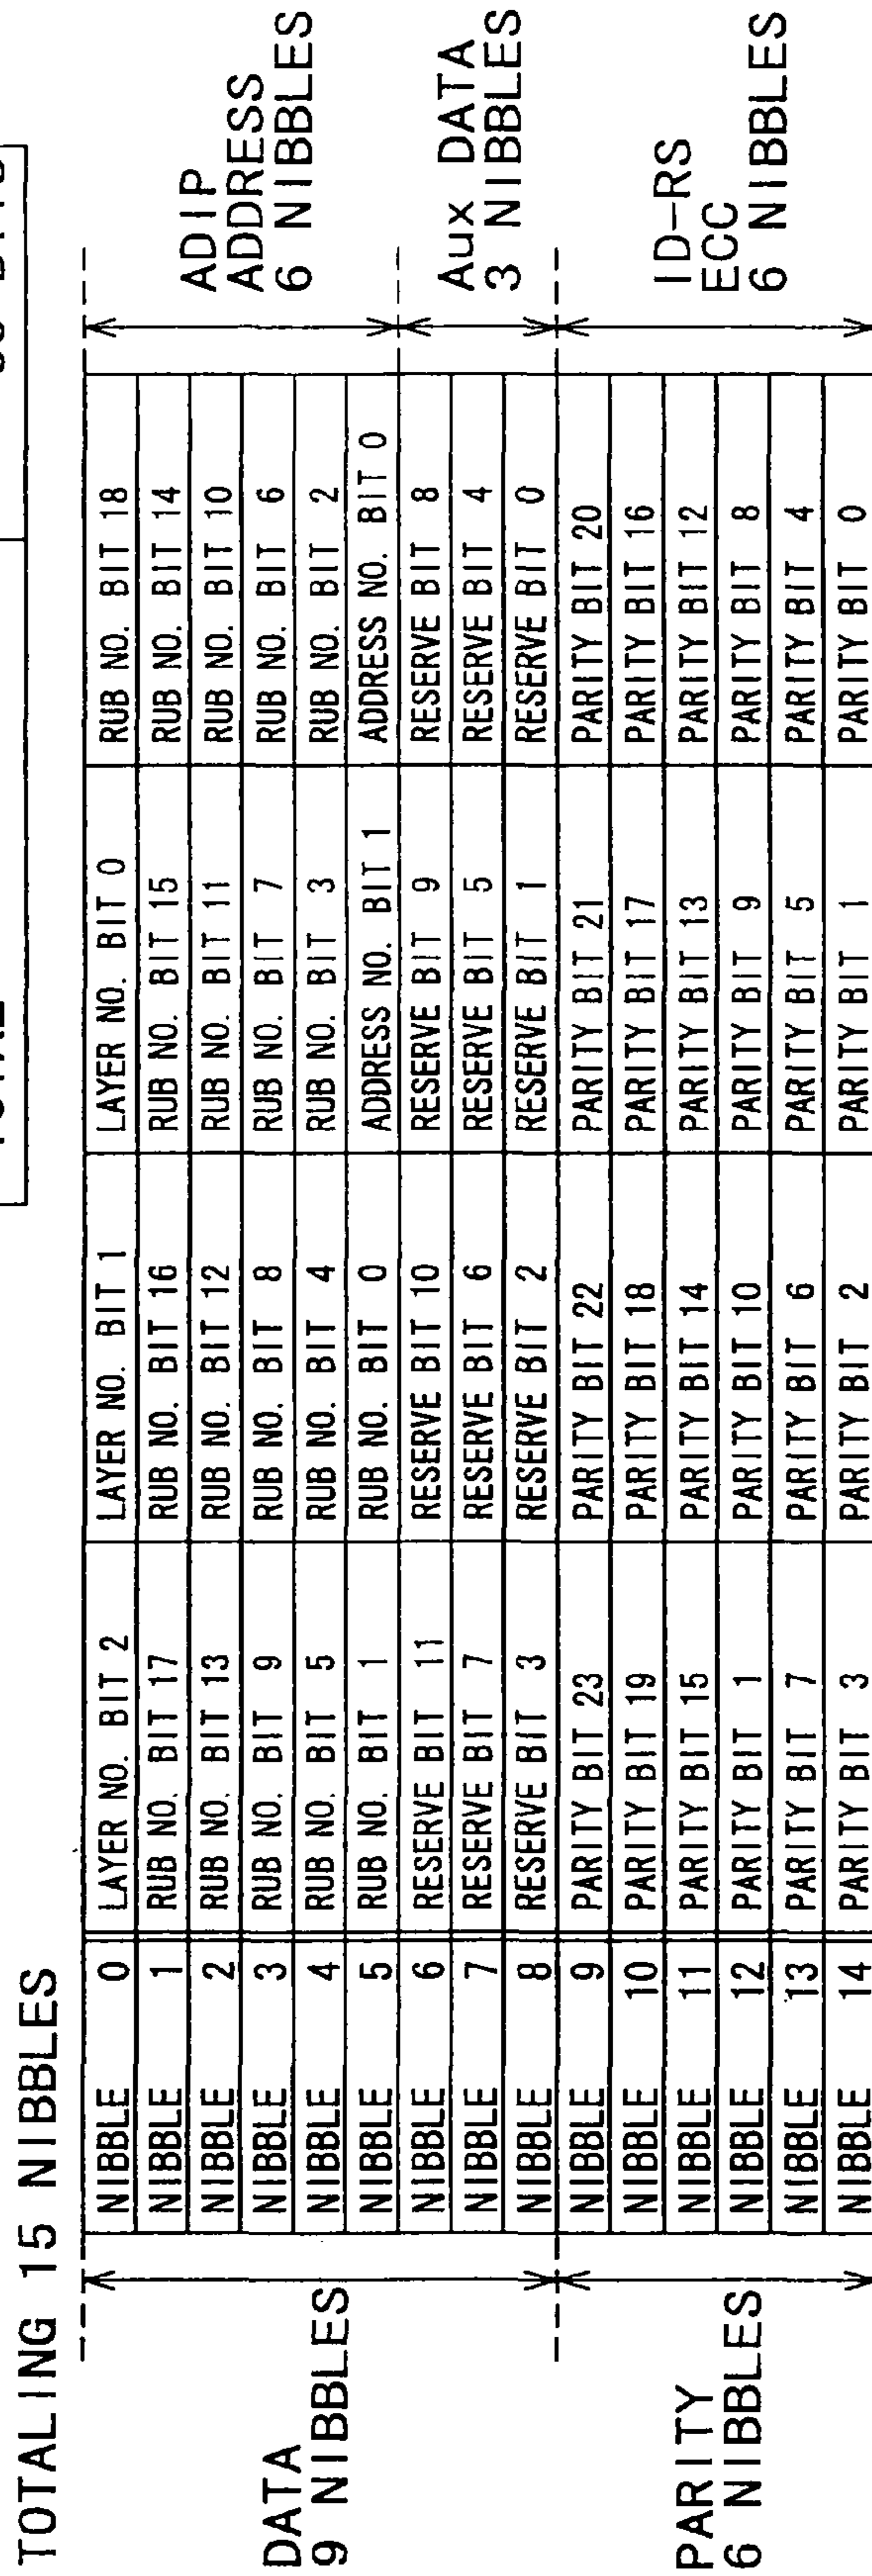 TOTALING 15 NIBBLES
DATA
9 NIBBLES
PARITY
6 NIBBLES
NIBBLE 0 LAYER NO. BIT 2 LAYER NO. BIT 1 LAYER NO. BIT 0 RUB NO. BIT 18
NIBBLE 1 RUB NO. BIT 17 RUB NO. BIT 16 RUB NO. BIT 15 RUB NO. BIT 14
NIBBLE 2 RUB NO. BIT 13 RUB NO. BIT 12 RUB NO. BIT 11 RUB NO. BIT 10
NIBBLE 3 RUB NO. BIT 9 RUB NO. BIT 8 RUB NO. BIT 7 RUB NO. BIT 6
NIBBLE 4 RUB NO. BIT 5 RUB NO. BIT 4 RUB NO. BIT 3 RUB NO. BIT 2
NIBBLE 5 RUB NO. BIT 1 RUB NO. BIT 0 ADDRESS NO. BIT 1 ADDRESS NO. BIT 0
NIBBLE 6 RESERVE BIT 11 RESERVE BIT 10 RESERVE BIT 9 RESERVE BIT 8
NIBBLE 7 RESERVE BIT 7 RESERVE BIT 6 RESERVE BIT 5 RESERVE BIT 4
NIBBLE 8 RESERVE BIT 3 RESERVE BIT 2 RESERVE BIT 1 RESERVE BIT 0
NIBBLE 9 PARITY BIT 23 PARITY BIT 22 PARITY BIT 21 PARITY BIT 20
NIBBLE 10 PARITY BIT 19 PARITY BIT 18 PARITY BIT 17 PARITY BIT 16
NIBBLE 11 PARITY BIT 15 PARITY BIT 14 PARITY BIT 13 PARITY BIT 12
NIBBLE 12 PARITY BIT 1 PARITY BIT 10 PARITY BIT 9 PARITY BIT 8
NIBBLE 13 PARITY BIT 7 PARITY BIT 6 PARITY BIT 5 PARITY BIT 4
NIBBLE 14 PARITY BIT 3 PARITY BIT 2 PARITY BIT 1 PARITY BIT 0
ADIP
ADDRESS
6 NIBBLES
Aux DATA
3 NIBBLES
ID-RS
ECC
6 NIBBLES